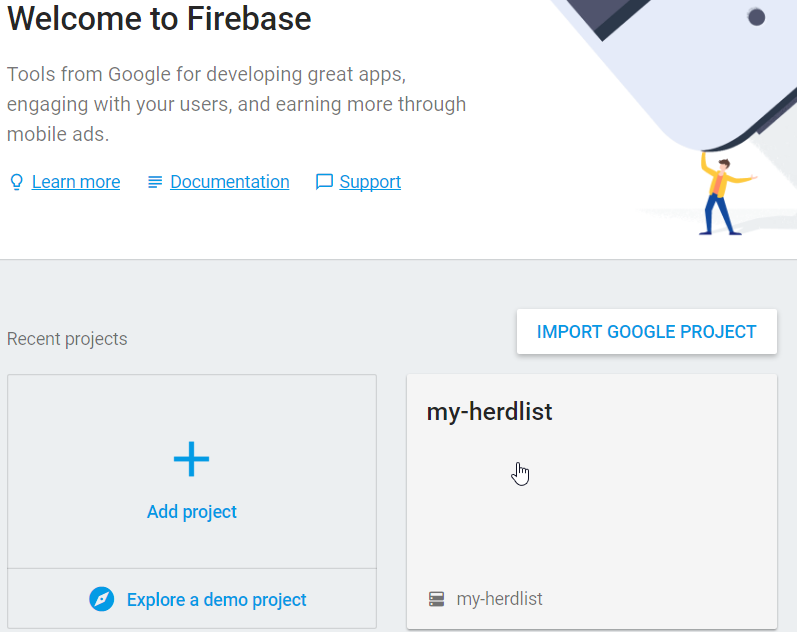 Welcome to Firebase
Tools from Google for developing great apps,
engaging with your users, and earning more through
mobile ads.
Learn more Documentation Support
Recent projects
IMPORT GOOGLE PROJECT
Add project
Explore a demo project
my-herdlist
my-herdlist